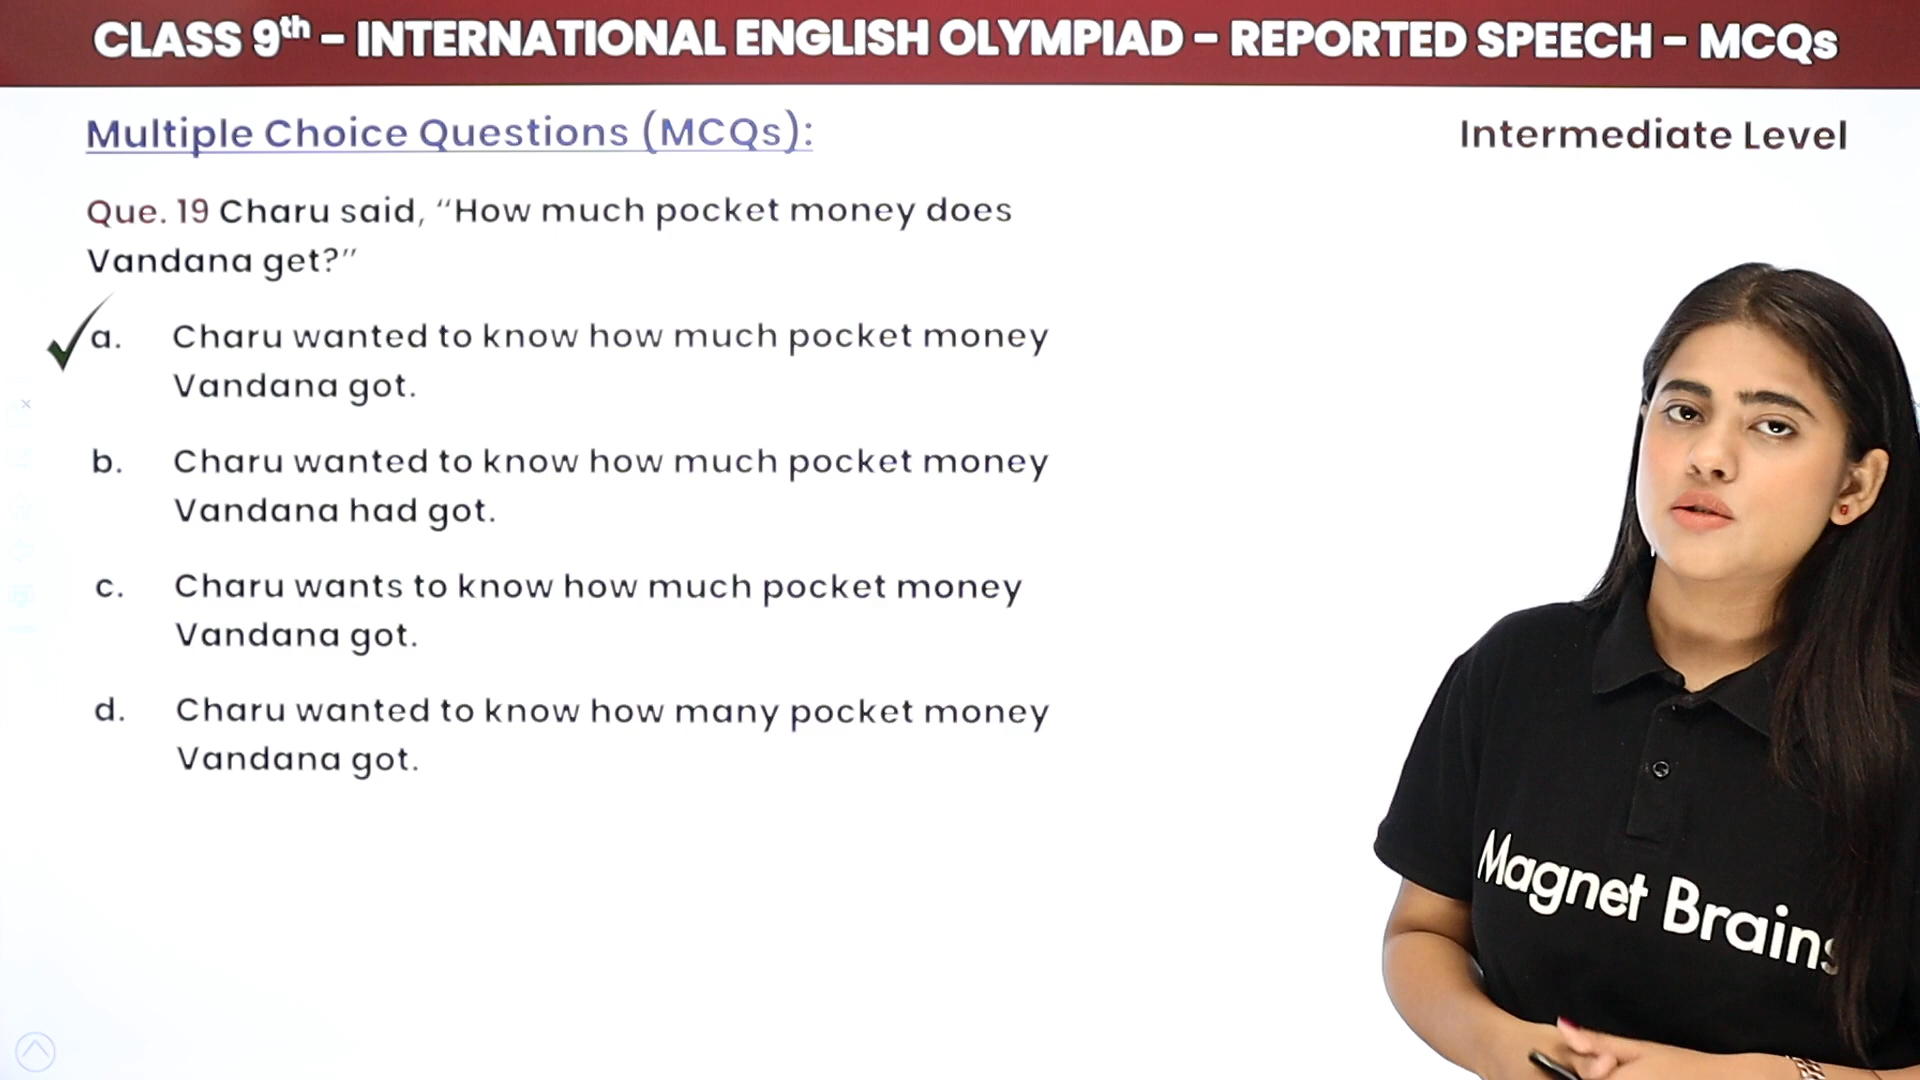 CLASS 9th – INTERNATIONAL ENGLISH OLYMPIAD – REPORTED SPEECH – MCQs
Multiple Choice Questions (MCQs):
Intermediate Level
Que. 19 Charu said, “How much pocket money does
Vandana get?”
a. Charu wanted to know how much pocket money
Vandana got.
b. Charu wanted to know how much pocket money
Vandana had got.
c. Charu wants to know how much pocket money
Vandana got.
d. Charu wanted to know how many pocket money
Vandana got.
Magnet Brains